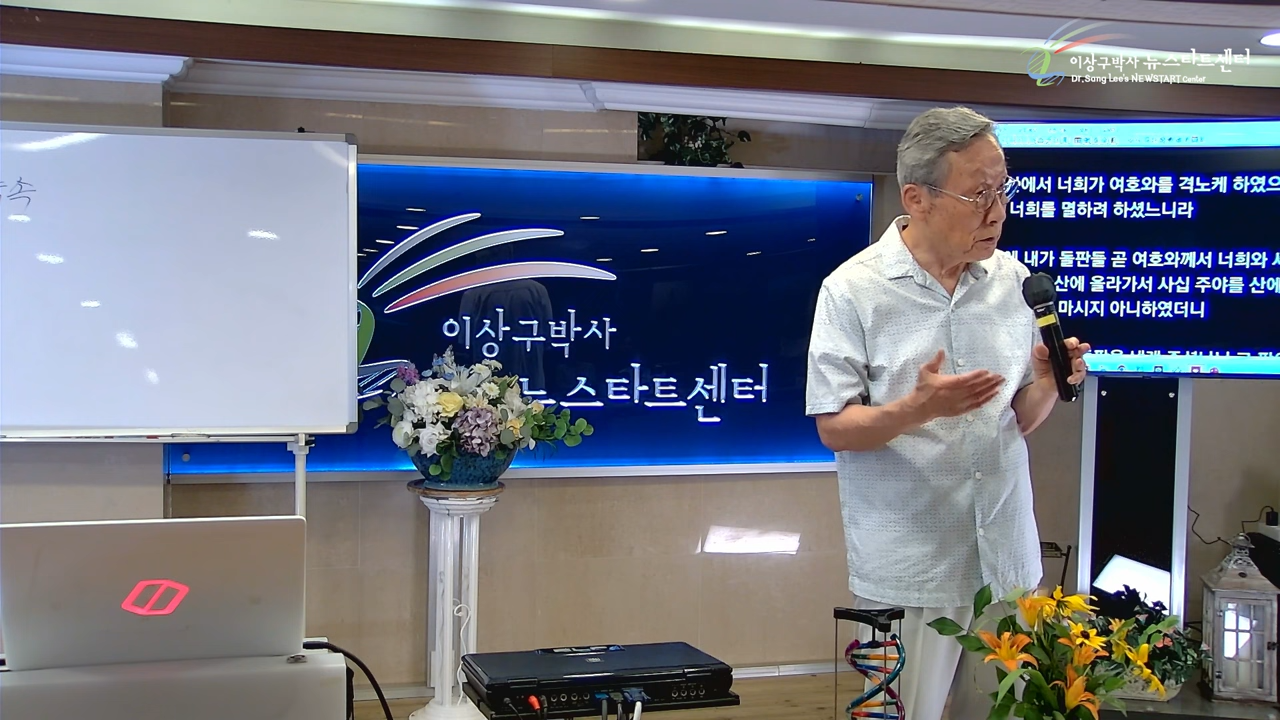 이상구박사 뉴스타트센터
Dr. Sang Lee's NEWSTART Center
에서 너희가 여호와를 격노케 하였으
너희를 멸하려 하셨느니라
내가 돌판들 곧 여호와께서 너희와
산에 올라가서 사십 주야를 산에
마시지 아니하였더니
이상구박사
뉴스타트센터